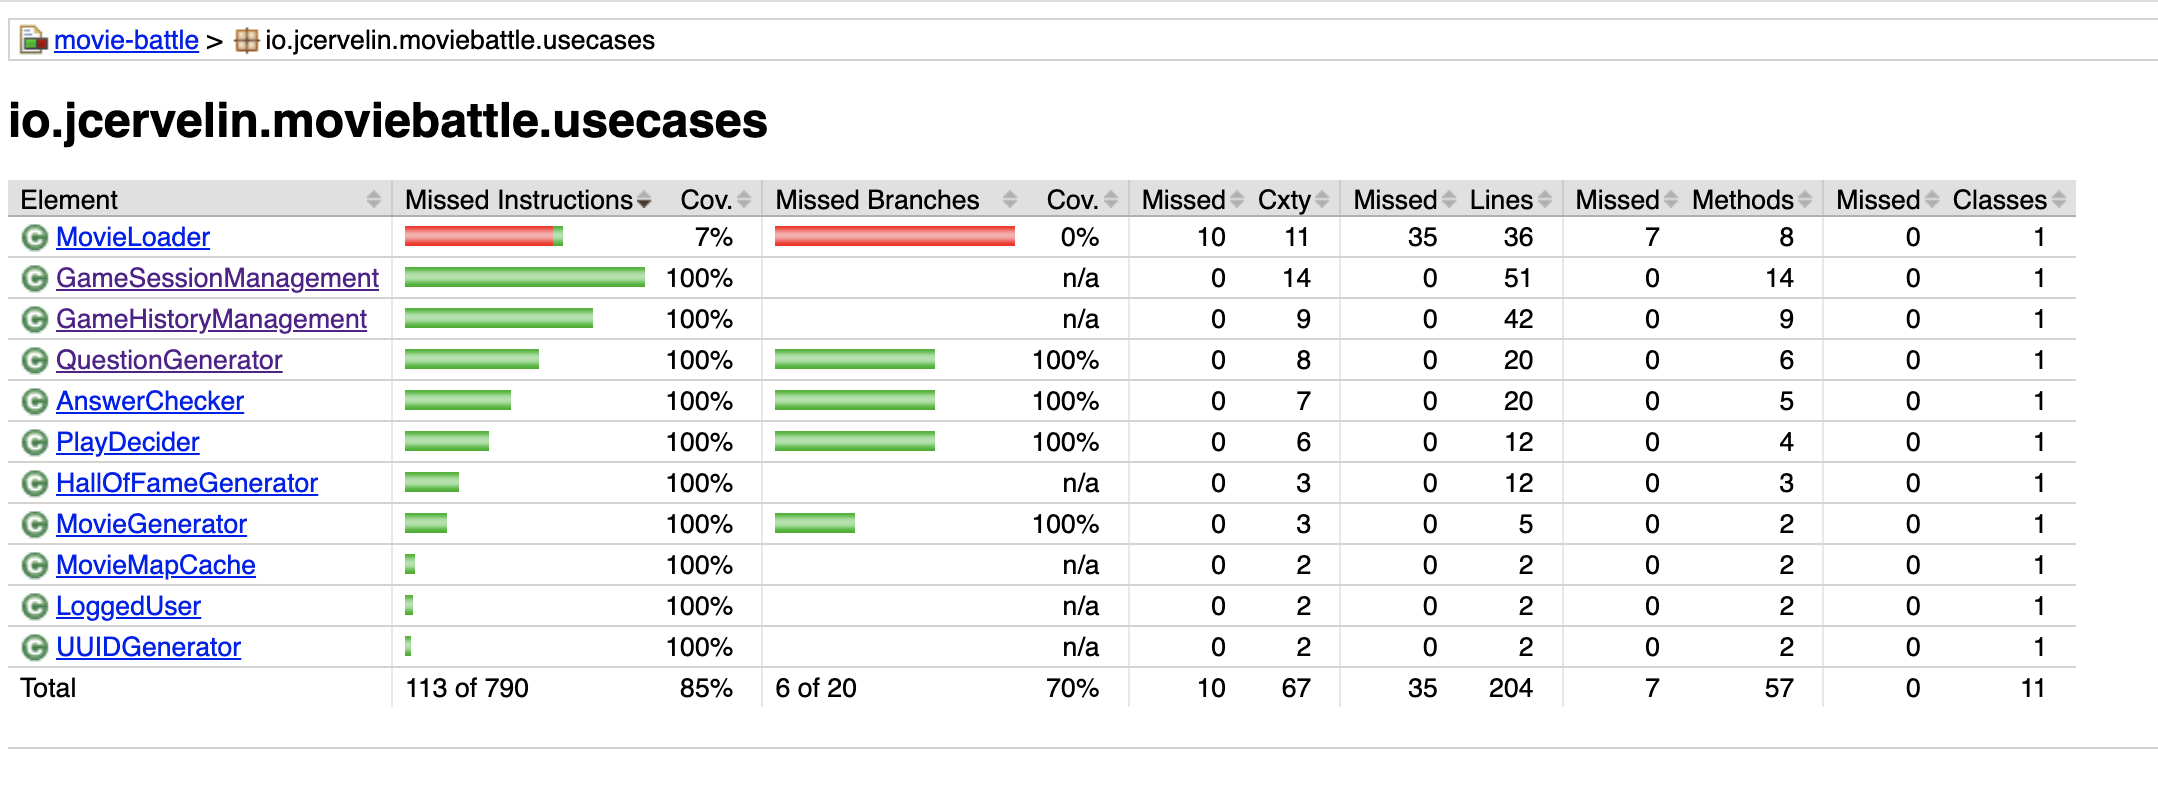 movie-battle > io.jcervelin.moviebattle.usecases
io.jcervelin.moviebattle.usecases
Element Missed Instructions Cov. Missed Branches Cov. Missed Cxty Missed Lines Missed Methods Missed Classes
C MovieLoader 7% 0% 10 11 35 36 7 8 0 1
C GameSessionManagement 100% n/a 0 14 0 51 0 14 0 1
C GameHistoryManagement 100% n/a 0 9 0 42 0 9 0 1
C QuestionGenerator 100% 100% 0 8 0 20 0 6 0 1
C AnswerChecker 100% 100% 0 7 0 20 0 5 0 1
C PlayDecider 100% 100% 0 6 0 12 0 4 0 1
C HallOfFameGenerator 100% n/a 0 3 0 12 0 3 0 1
C MovieGenerator 100% 100% 0 3 0 5 0 2 0 1
C MovieMapCache 100% n/a 0 2 0 2 0 2 0 1
C LoggedUser 100% n/a 0 2 0 2 0 2 0 1
C UUIDGenerator 100% n/a 0 2 0 2 0 2 0 1
Total 113 of 790 85% 6 of 20 70% 10 67 35 204 7 57 0 11